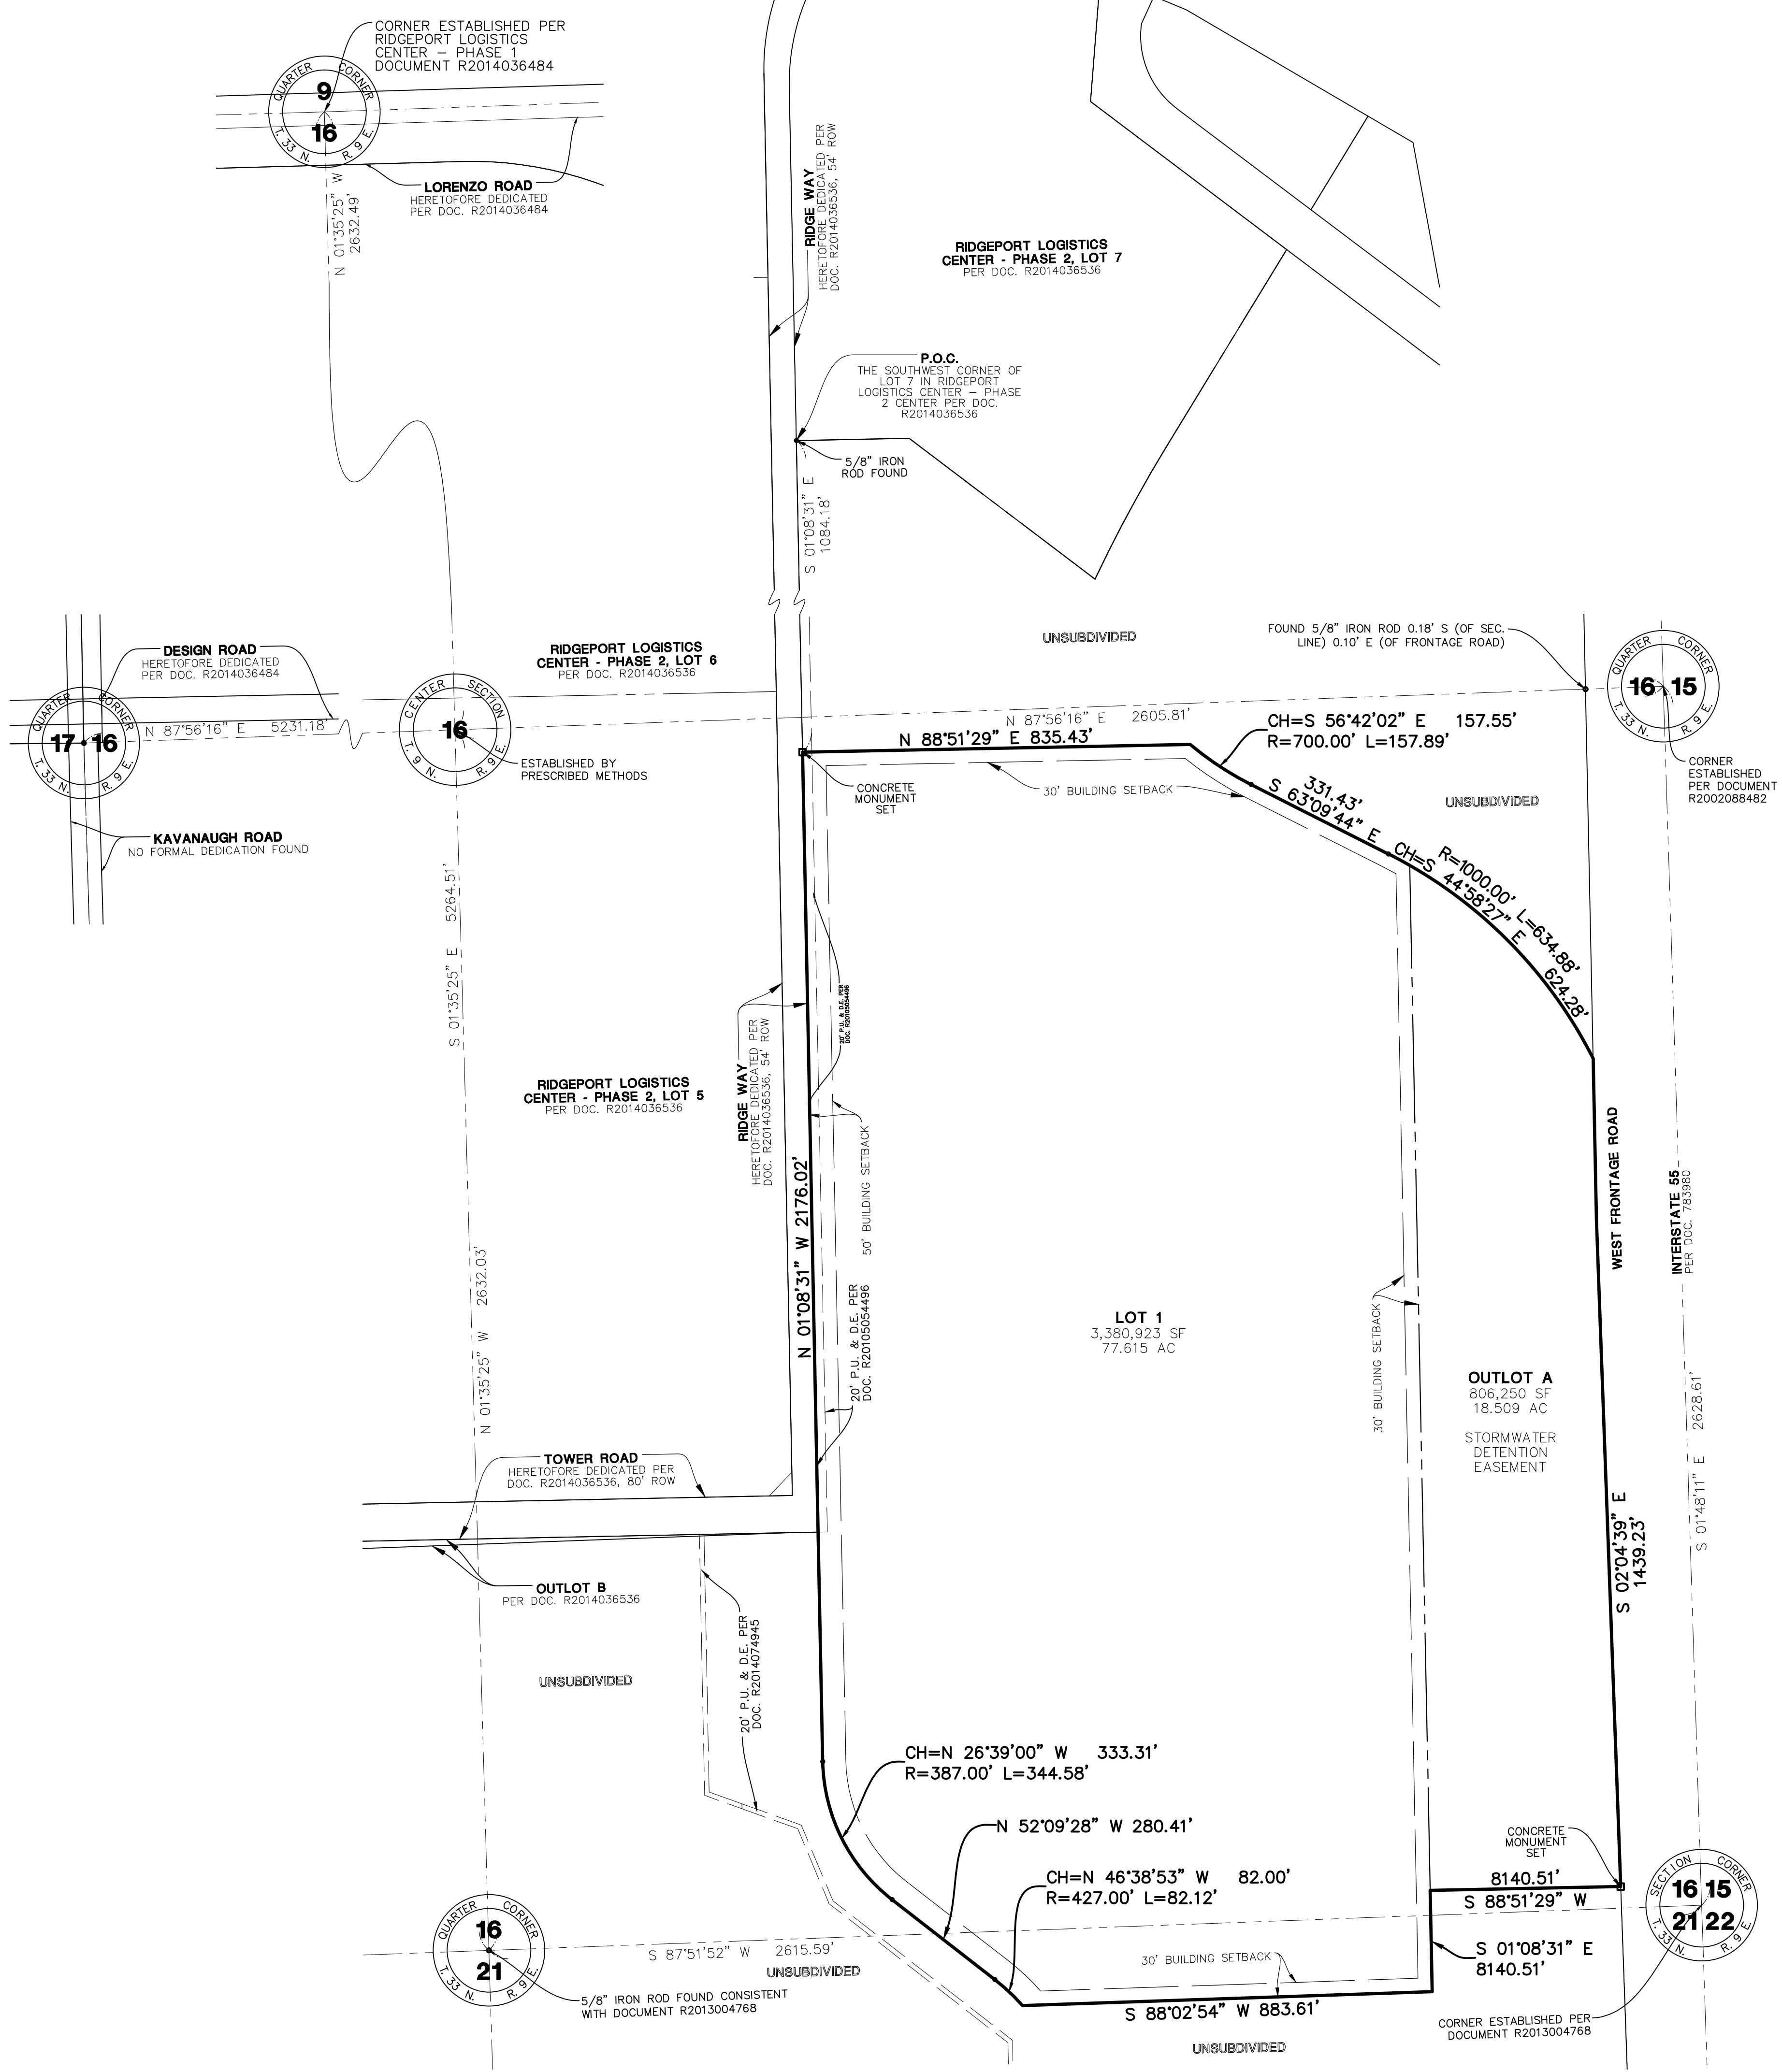 CORNER ESTABLISHED PER
RIDGEPORT LOGISTICS
CENTER – PHASE 1
DOCUMENT R2014036484
QUARTER CORNER
9
16
T. 33 N. R. 9 E.
LORENZO ROAD
HERETOFORE DEDICATED
PER DOC. R2014036484
N 01°35'25" W
2632.49'
RIDGE WAY
HERETOFORE DEDICATED PER
DOC. R2014036536, 54' ROW
RIDGEPORT LOGISTICS
CENTER - PHASE 2, LOT 7
PER DOC. R2014036536
P.O.C.
THE SOUTHWEST CORNER OF
LOT 7 IN RIDGEPORT
LOGISTICS CENTER – PHASE
2 CENTER PER DOC.
R2014036536
5/8" IRON
ROD FOUND
S 01°08'31" E
1084.18'
UNSUBDIVIDED
FOUND 5/8" IRON ROD 0.18' S (OF SEC.
LINE) 0.10' E (OF FRONTAGE ROAD)
QUARTER CORNER
16 15
T. 33 N. R. 9 E.
DESIGN ROAD
HERETOFORE DEDICATED
PER DOC. R2014036484
RIDGEPORT LOGISTICS
CENTER - PHASE 2, LOT 6
PER DOC. R2014036536
QUARTER CORNER
17 16
T. 33 N. R. 9 E.
N 87°56'16" E 5231.18'
CENTER SECTION
16
T. 9 N. R. 9 E.
ESTABLISHED BY
PRESCRIBED METHODS
N 87°56'16" E 2605.81'
N 88°51'29" E 835.43'
CH=S 56°42'02" E 157.55'
R=700.00' L=157.89'
CORNER
ESTABLISHED
PER DOCUMENT
R2002088482
CONCRETE
MONUMENT
SET
30' BUILDING SETBACK
331.43'
S 63°09'44" E
UNSUBDIVIDED
KAVANAUGH ROAD
NO FORMAL DEDICATION FOUND
R=1000.00' L=634.88'
CH=S 44°58'27" E 624.28'
S 01°35'25" E 5264.51'
20' P.U. & D.E. PER
DOC. R20105054496
RIDGE WAY
HERETOFORE DEDICATED PER
DOC. R2014036536, 54' ROW
RIDGEPORT LOGISTICS
CENTER - PHASE 2, LOT 5
PER DOC. R2014036536
50' BUILDING SETBACK
N 01°08'31" W 2176.02'
WEST FRONTAGE ROAD
INTERSTATE 55
PER DOC. 783980
N 01°35'25" W 2632.03'
20' P.U. & D.E. PER
DOC. R20105054496
LOT 1
3,380,923 SF
77.615 AC
30' BUILDING SETBACK
OUTLOT A
806,250 SF
18.509 AC
STORMWATER
DETENTION
EASEMENT
S 01°48'11" E 2628.61'
TOWER ROAD
HERETOFORE DEDICATED PER
DOC. R2014036536, 80' ROW
S 02°04'39" E
1439.23'
OUTLOT B
PER DOC. R2014036536
20' P.U. & D.E. PER
DOC. R2014074945
UNSUBDIVIDED
CH=N 26°39'00" W 333.31'
R=387.00' L=344.58'
N 52°09'28" W 280.41'
CONCRETE
MONUMENT
SET
CH=N 46°38'53" W 82.00'
R=427.00' L=82.12'
8140.51'
S 88°51'29" W
SECTION CORNER
16 15
21 22
T. 33 N. R. 9 E.
QUARTER CORNER
16
21
T. 33 N. R. 9 E.
S 87°51'52" W 2615.59'
UNSUBDIVIDED
30' BUILDING SETBACK
S 01°08'31" E
8140.51'
5/8" IRON ROD FOUND CONSISTENT
WITH DOCUMENT R2013004768
S 88°02'54" W 883.61'
CORNER ESTABLISHED PER
DOCUMENT R2013004768
UNSUBDIVIDED